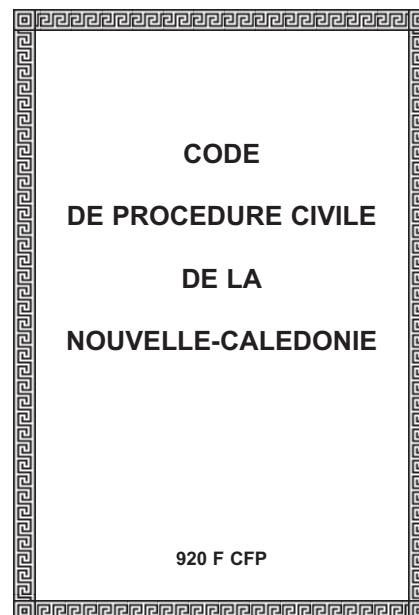 CODE
DE PROCEDURE CIVILE
DE LA
NOUVELLE-CALEDONIE
920 F CFP